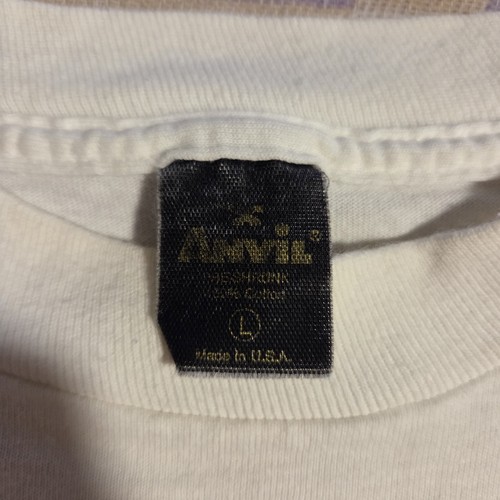 Anvil®
PRESHRUNK
100% Cotton
L
Made in U.S.A.